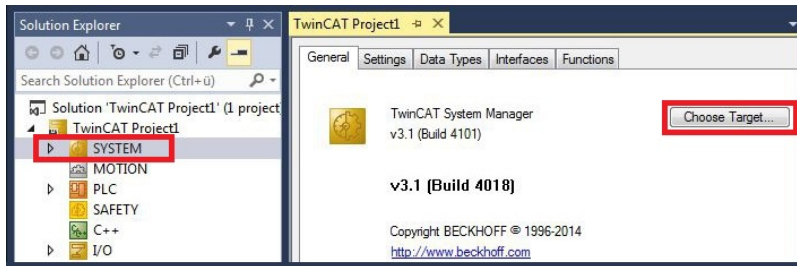 Solution Explorer
Search Solution Explorer (Ctrl+ü)
Solution 'TwinCAT Project1' (1 project
TwinCAT Project1
SYSTEM
MOTION
PLC
SAFETY
C++
I/O
TwinCAT Project1
General Settings Data Types Interfaces Functions
TwinCAT System Manager
v3.1 (Build 4101)
Choose Target...
v3.1 (Build 4018)
Copyright BECKHOFF © 1996-2014
http://www.beckhoff.com